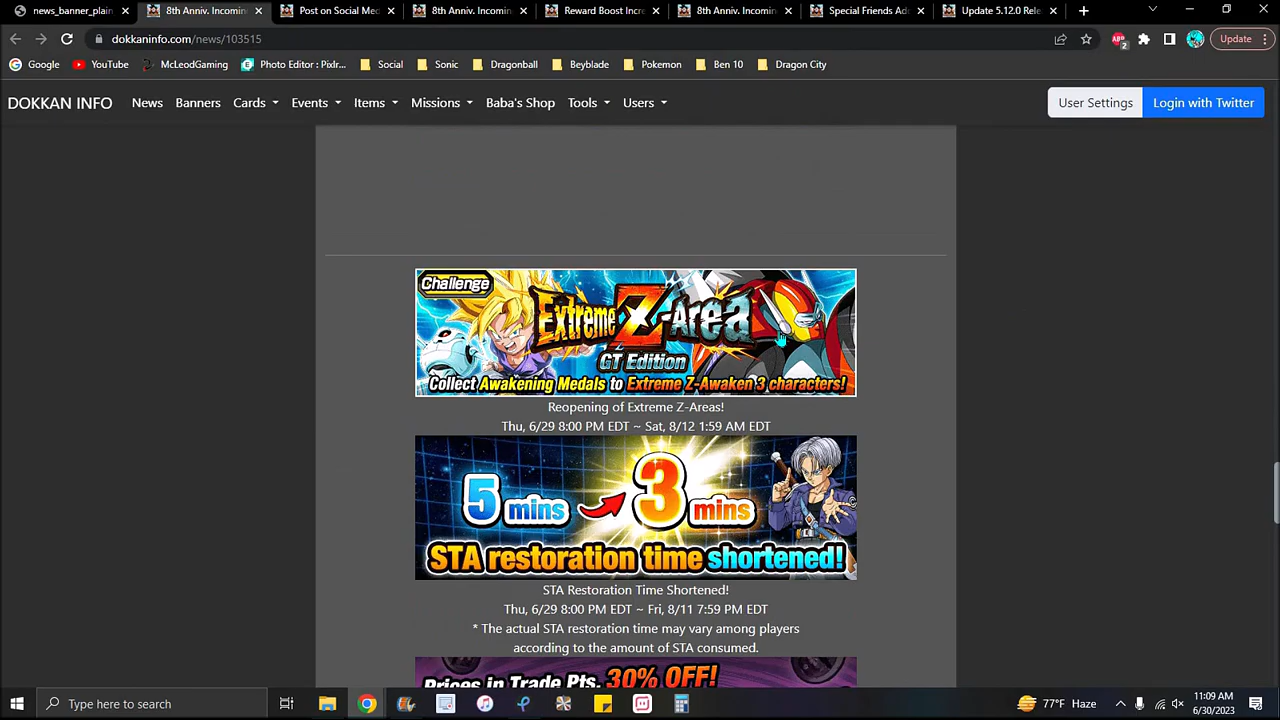 news_banner_plain
8th Anniv. Incomin
Post on Social Med
8th Anniv. Incomin
Reward Boost Incre
8th Anniv. Incomin
Special Friends Ad
Update 5.12.0 Rele
dokkaninfo.com/news/103515
2
Update
Google
YouTube
McLeodGaming
Photo Editor : Pixlr...
Social
Sonic
Dragonball
Beyblade
Pokemon
Ben 10
Dragon City
DOKKAN INFO
News
Banners
Cards
Events
Items
Missions
Baba's Shop
Tools
Users
User Settings
Login with Twitter
Challenge
Extreme Z-Area
GT Edition
Collect Awakening Medals to Extreme Z-Awaken 3 characters!
Reopening of Extreme Z-Areas!
Thu, 6/29 8:00 PM EDT ~ Sat, 8/12 1:59 AM EDT
5 mins 3 mins
STA restoration time shortened!
STA Restoration Time Shortened!
Thu, 6/29 8:00 PM EDT ~ Fri, 8/11 7:59 PM EDT
* The actual STA restoration time may vary among players
according to the amount of STA consumed.
Prices in Trade Pts. 30% OFF!
Type here to search
77°F Haze
11:09 AM
6/30/2023